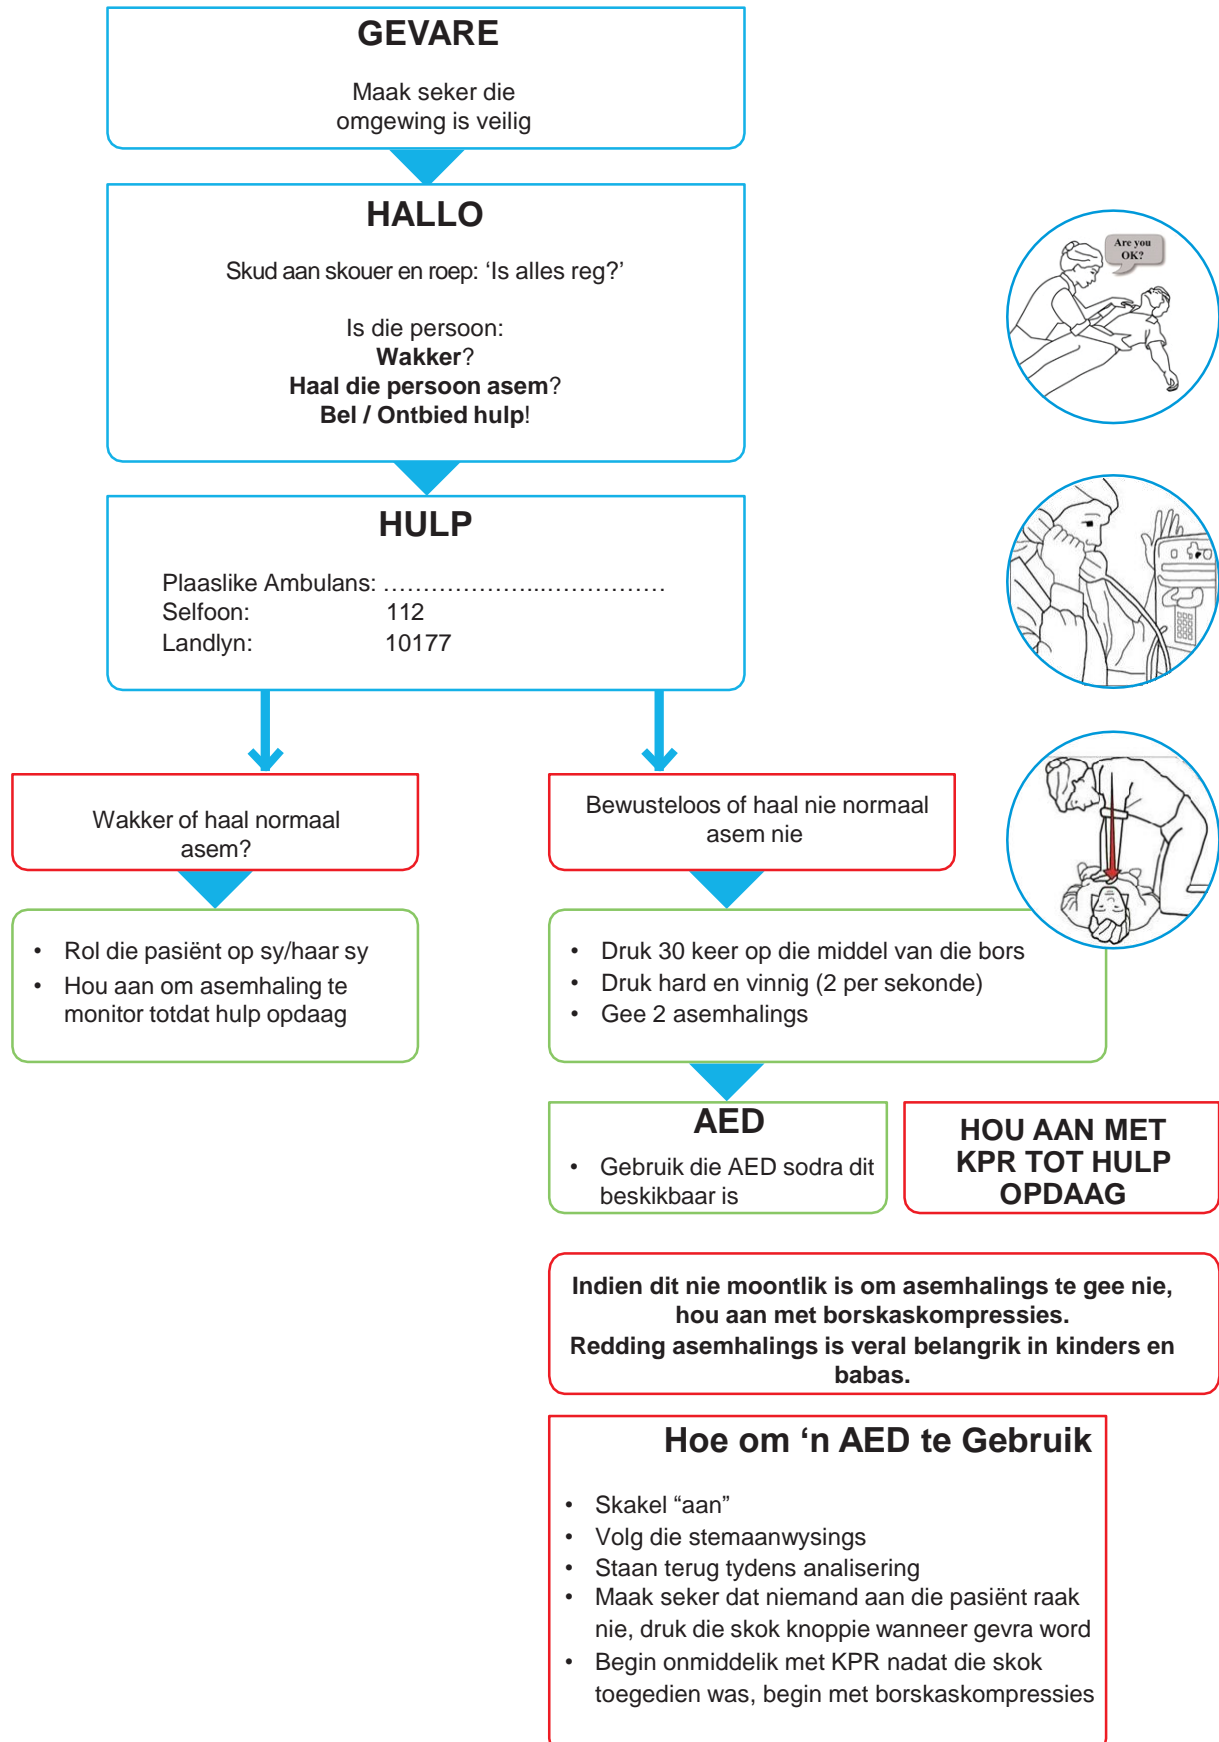 GEVARE
Maak seker die
omgewing is veilig
HALLO
Skud aan skouer en roep: ‘Is alles reg?’
Is die persoon:
Wakker?
Haal die persoon asem?
Bel / Ontbied hulp!
Are you
OK?
HULP
Plaaslike Ambulans: ………………...……………
Selfoon: 112
Landlyn: 10177
Wakker of haal normaal
asem?
Bewusteloos of haal nie normaal
asem nie
• Rol die pasiënt op sy/haar sy
• Hou aan om asemhaling te
monitor totdat hulp opdaag
• Druk 30 keer op die middel van die bors
• Druk hard en vinnig (2 per sekonde)
• Gee 2 asemhalings
AED
• Gebruik die AED sodra dit
beskikbaar is
HOU AAN MET
KPR TOT HULP
OPDAAG
Indien dit nie moontlik is om asemhalings te gee nie,
hou aan met borskaskompressies.
Redding asemhalings is veral belangrik in kinders en
babas.
Hoe om ‘n AED te Gebruik
• Skakel “aan”
• Volg die stemaanwysings
• Staan terug tydens analisering
• Maak seker dat niemand aan die pasiënt raak
nie, druk die skok knoppie wanneer gevra word
• Begin onmiddelik met KPR nadat die skok
toegedien was, begin met borskaskompressies